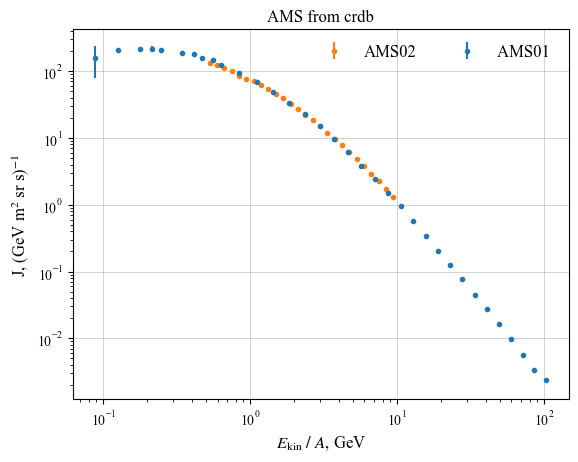 AMS from crdb
AMS02 AMS01
J, (GeV m² sr s)⁻¹
10²
10¹
10⁰
10⁻¹
10⁻²
10⁻¹ 10⁰ 10¹ 10²
Eₖᵢₙ / A, GeV